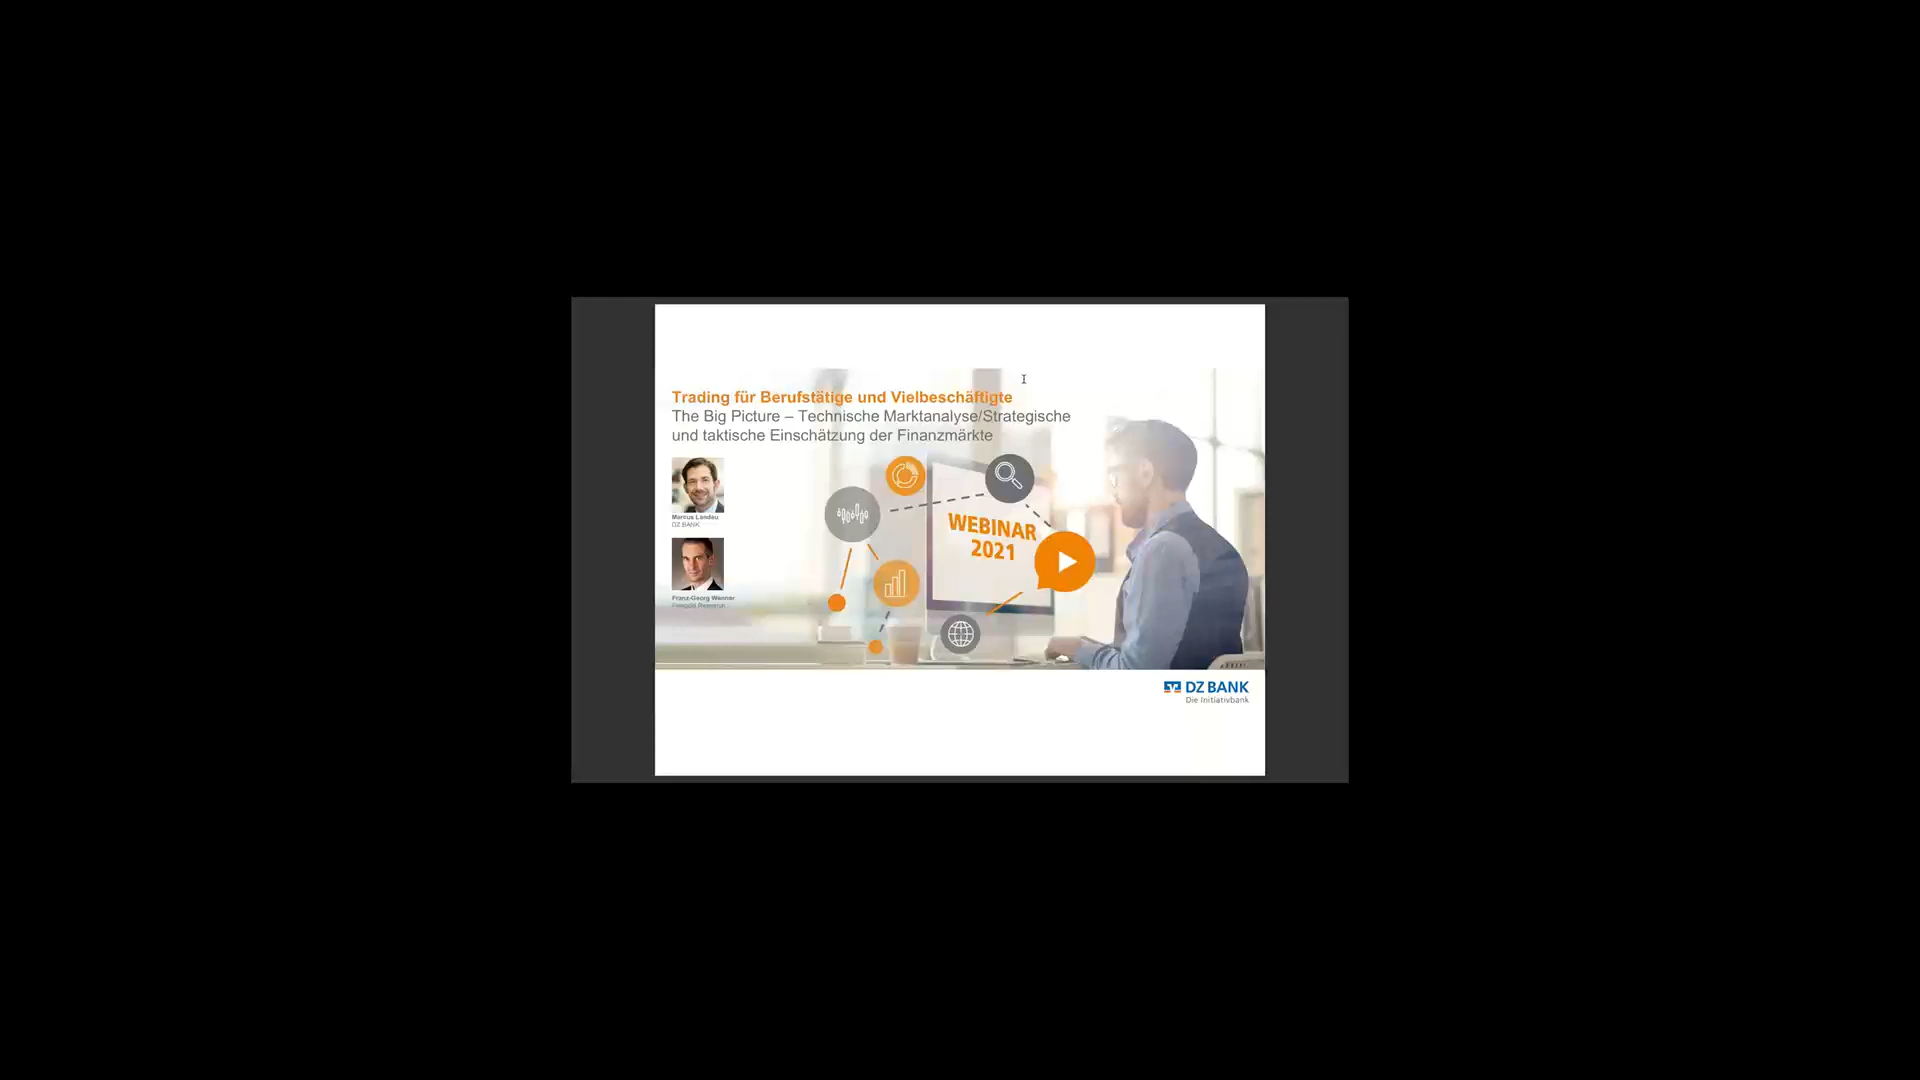 Trading für Berufstätige und Vielbeschäftigte
The Big Picture – Technische Marktanalyse/Strategische
und taktische Einschätzung der Finanzmärkte
Marcus Landau
DZ BANK
Franz-Georg Wenner
WEBINAR
2021
DZ BANK
Die Initiativbank